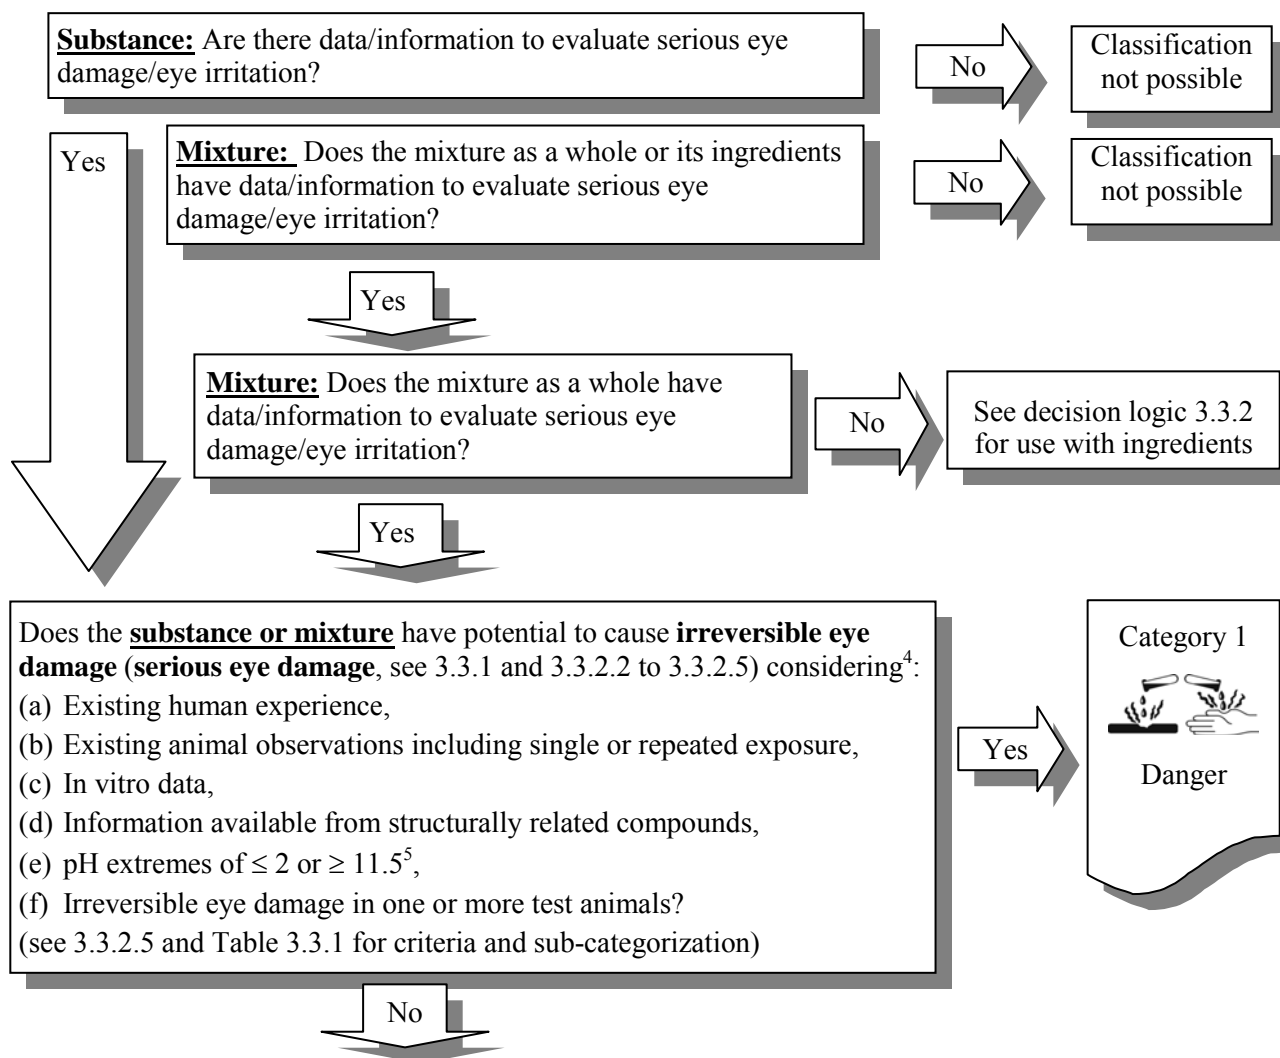 Substance: Are there data/information to evaluate serious eye
damage/eye irritation?
No
Classification
not possible
Yes
Mixture: Does the mixture as a whole or its ingredients
have data/information to evaluate serious eye
damage/eye irritation?
No
Classification
not possible
Yes
Mixture: Does the mixture as a whole have
data/information to evaluate serious eye
damage/eye irritation?
No
See decision logic 3.3.2
for use with ingredients
Yes
Does the substance or mixture have potential to cause irreversible eye
damage (serious eye damage, see 3.3.1 and 3.3.2.2 to 3.3.2.5) considering⁴:
(a) Existing human experience,
(b) Existing animal observations including single or repeated exposure,
(c) In vitro data,
(d) Information available from structurally related compounds,
(e) pH extremes of ≤ 2 or ≥ 11.5⁵,
(f) Irreversible eye damage in one or more test animals?
(see 3.3.2.5 and Table 3.3.1 for criteria and sub-categorization)
Yes
Category 1
Danger
No